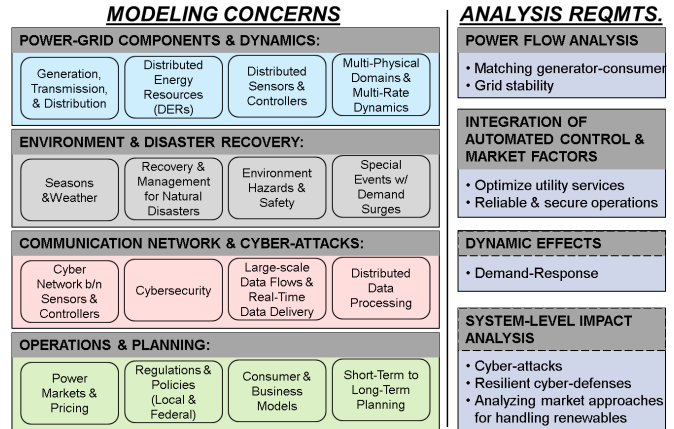 MODELING CONCERNS
POWER-GRID COMPONENTS & DYNAMICS:
Generation,
Transmission,
& Distribution
Distributed
Energy
Resources
(DERs)
Distributed
Sensors &
Controllers
Multi-Physical
Domains &
Multi-Rate
Dynamics
ENVIRONMENT & DISASTER RECOVERY:
Seasons
&Weather
Recovery &
Management
for Natural
Disasters
Environment
Hazards &
Safety
Special
Events w/
Demand
Surges
COMMUNICATION NETWORK & CYBER-ATTACKS:
Cyber
Network b/n
Sensors &
Controllers
Cybersecurity
Large-scale
Data Flows &
Real-Time
Data Delivery
Distributed
Data
Processing
OPERATIONS & PLANNING:
Power
Markets &
Pricing
Regulations &
Policies
(Local &
Federal)
Consumer &
Business
Models
Short-Term to
Long-Term
Planning
ANALYSIS REQMTS.
POWER FLOW ANALYSIS
• Matching generator-consumer
• Grid stability
INTEGRATION OF
AUTOMATED CONTROL &
MARKET FACTORS
• Optimize utility services
• Reliable & secure operations
DYNAMIC EFFECTS
• Demand-Response
SYSTEM-LEVEL IMPACT
ANALYSIS
• Cyber-attacks
• Resilient cyber-defenses
• Analyzing market approaches
for handling renewables